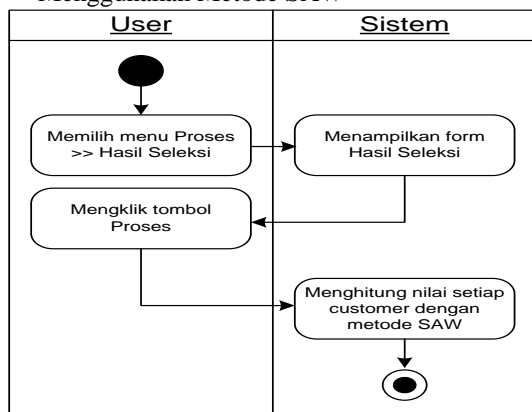 Menggunakan Metode SAW
User
Sistem
Memilih menu Proses
>> Hasil Seleksi
Menampilkan form
Hasil Seleksi
Mengklik tombol
Proses
Menghitung nilai setiap
customer dengan
metode SAW